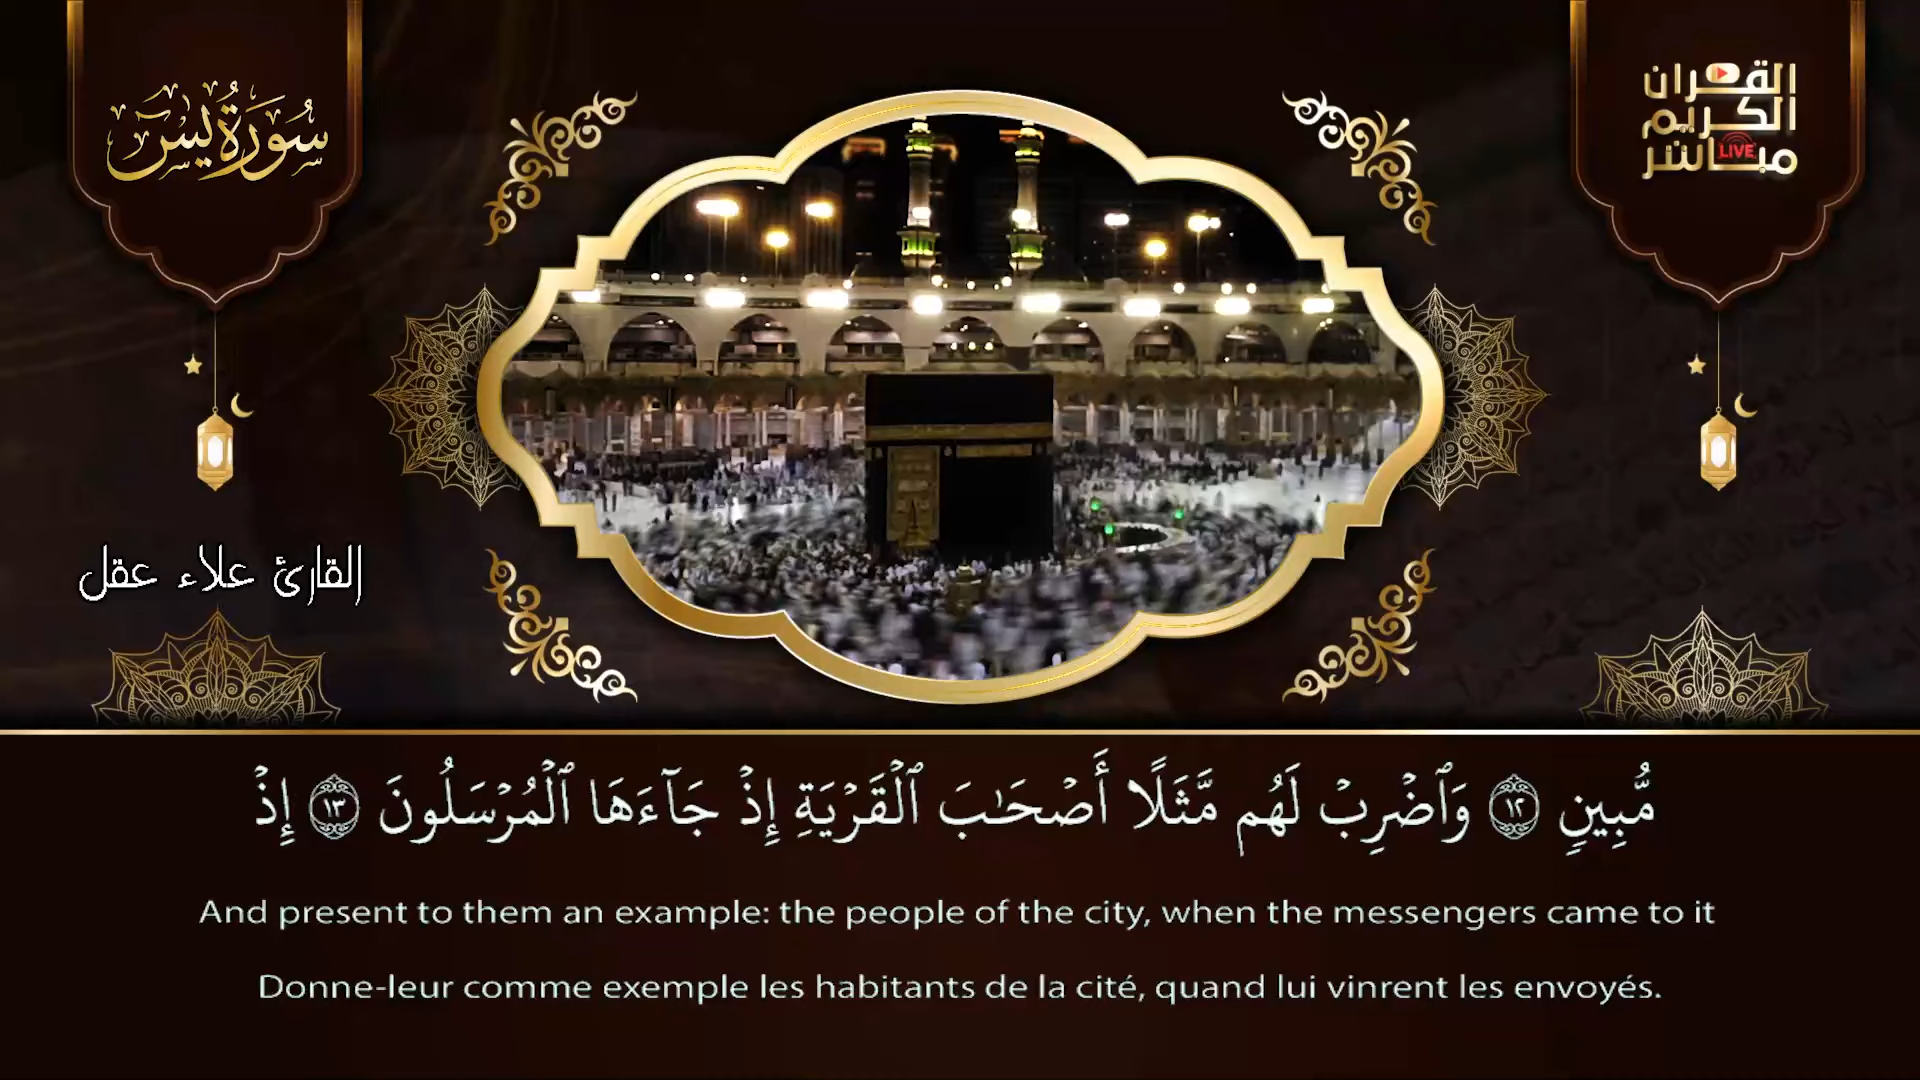 سُورَةُ يس
القرآن
الكريم
مباشر
LIVE
القارئ علاء عقل
مُّبِينٍ ١٢ وَٱضْرِبْ لَهُم مَّثَلًا أَصْحَـٰبَ ٱلْقَرْيَةِ إِذْ جَآءَهَا ٱلْمُرْسَلُونَ ١٣ إِذْ
And present to them an example: the people of the city, when the messengers came to it
Donne-leur comme exemple les habitants de la cité, quand lui vinrent les envoyés.